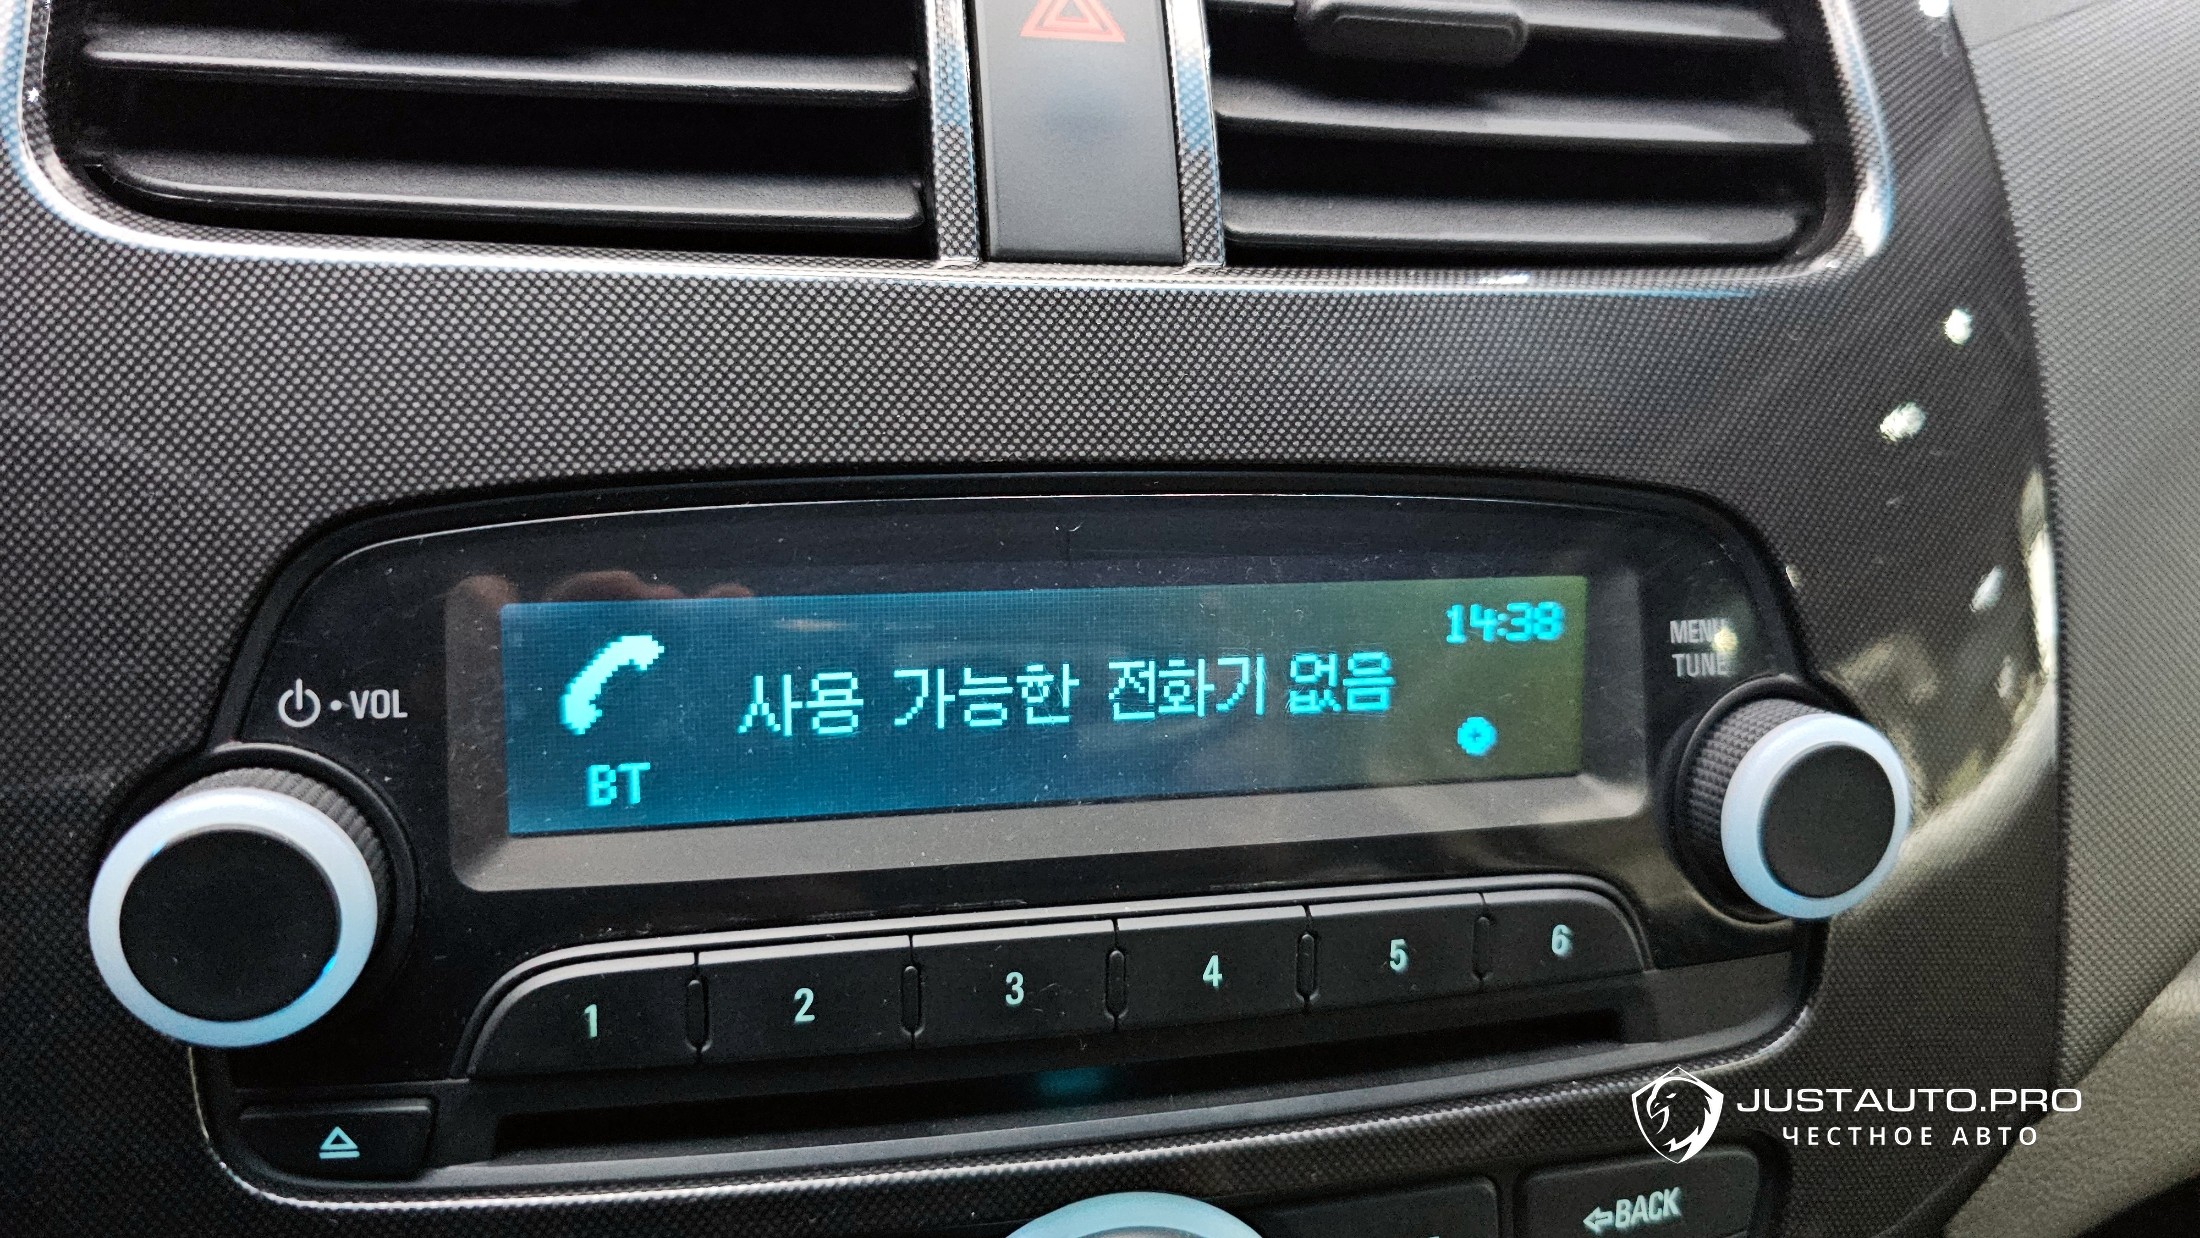 14:38
사용 가능한 전화기 없음
BT
VOL
MENU
TUNE
1 2 3 4 5 6
BACK
JUSTAUTO.PRO
ЧЕСТНОЕ АВТО